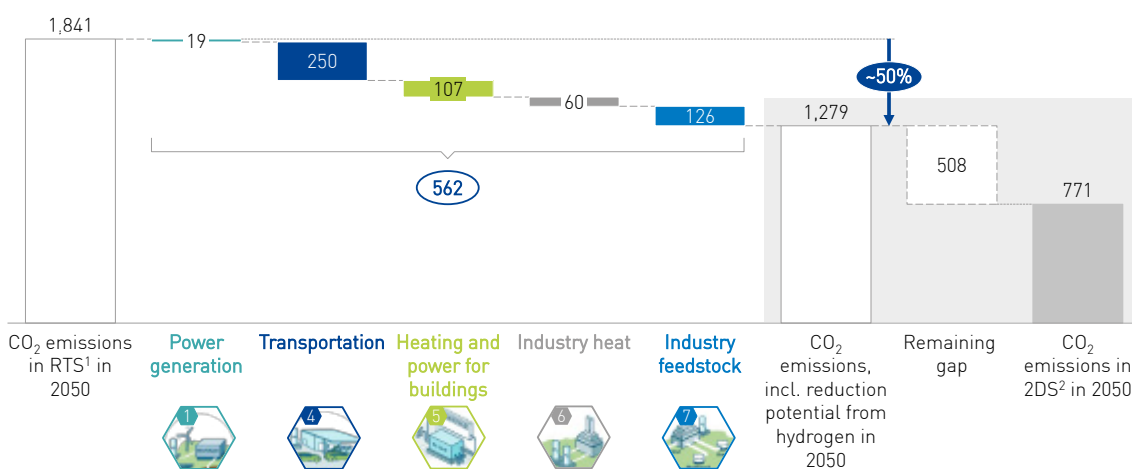 1,841
19
250
107
60
126
~50%
1,279
508
771
562
CO₂ emissions
in RTS¹ in
2050
Power
generation
Transportation
Heating and
power for
buildings
Industry heat
Industry
feedstock
CO₂
emissions,
incl. reduction
potential from
hydrogen in
2050
Remaining
gap
CO₂
emissions in
2DS² in 2050
1
4
5
6
7